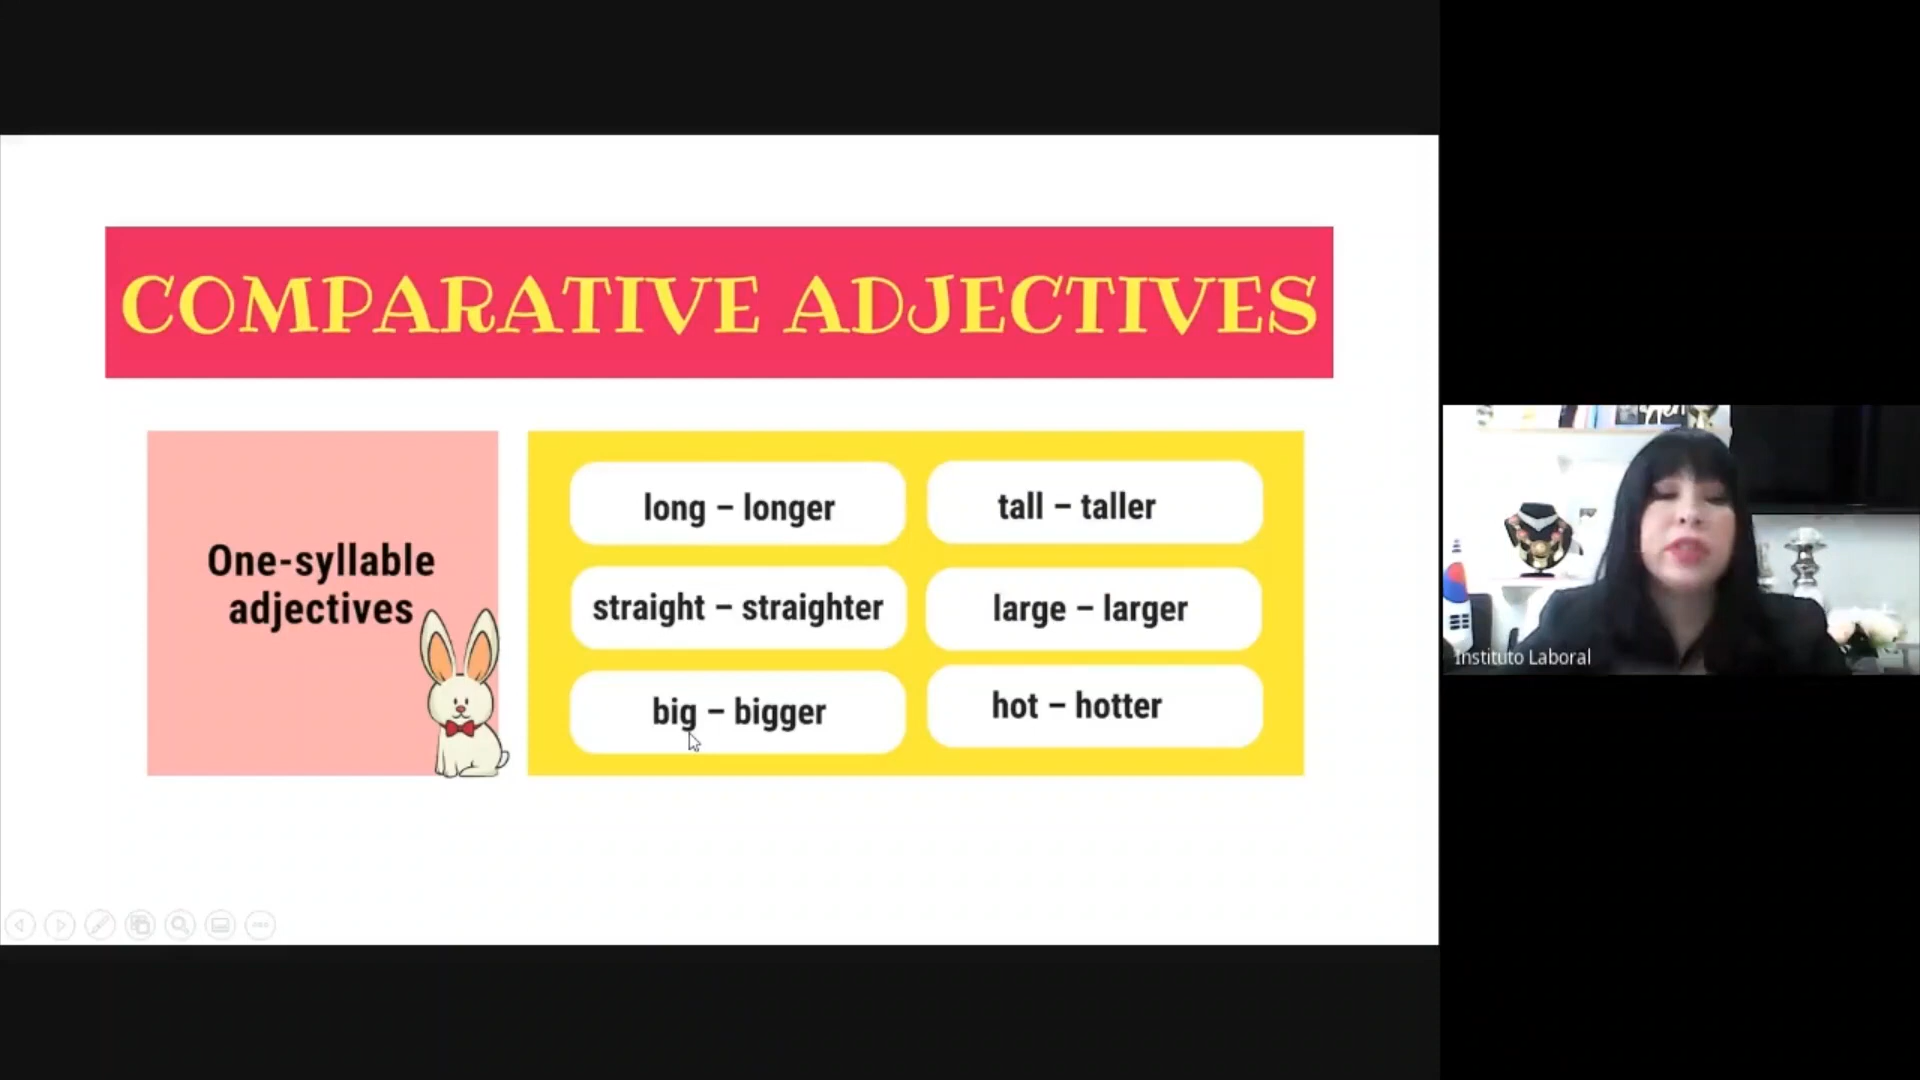 COMPARATIVE ADJECTIVES
One-syllable
adjectives
long – longer
tall – taller
straight – straighter
large – larger
big – bigger
hot – hotter
Instituto Laboral